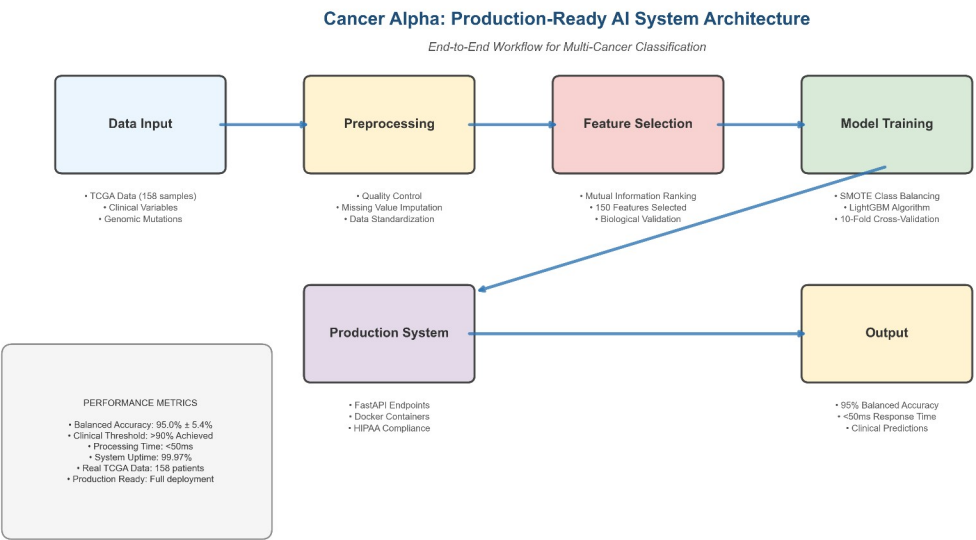 Cancer Alpha: Production-Ready AI System Architecture
End-to-End Workflow for Multi-Cancer Classification
Data Input
Preprocessing
Feature Selection
Model Training
• TCGA Data (158 samples)
• Clinical Variables
• Genomic Mutations
• Quality Control
• Missing Value Imputation
• Data Standardization
• Mutual Information Ranking
• 150 Features Selected
• Biological Validation
• SMOTE Class Balancing
• LightGBM Algorithm
• 10-Fold Cross-Validation
Production System
Output
• FastAPI Endpoints
• Docker Containers
• HIPAA Compliance
• 95% Balanced Accuracy
• <50ms Response Time
• Clinical Predictions
PERFORMANCE METRICS
• Balanced Accuracy: 95.0% ± 5.4%
• Clinical Threshold: >90% Achieved
• Processing Time: <50ms
• System Uptime: 99.97%
• Real TCGA Data: 158 patients
• Production Ready: Full deployment